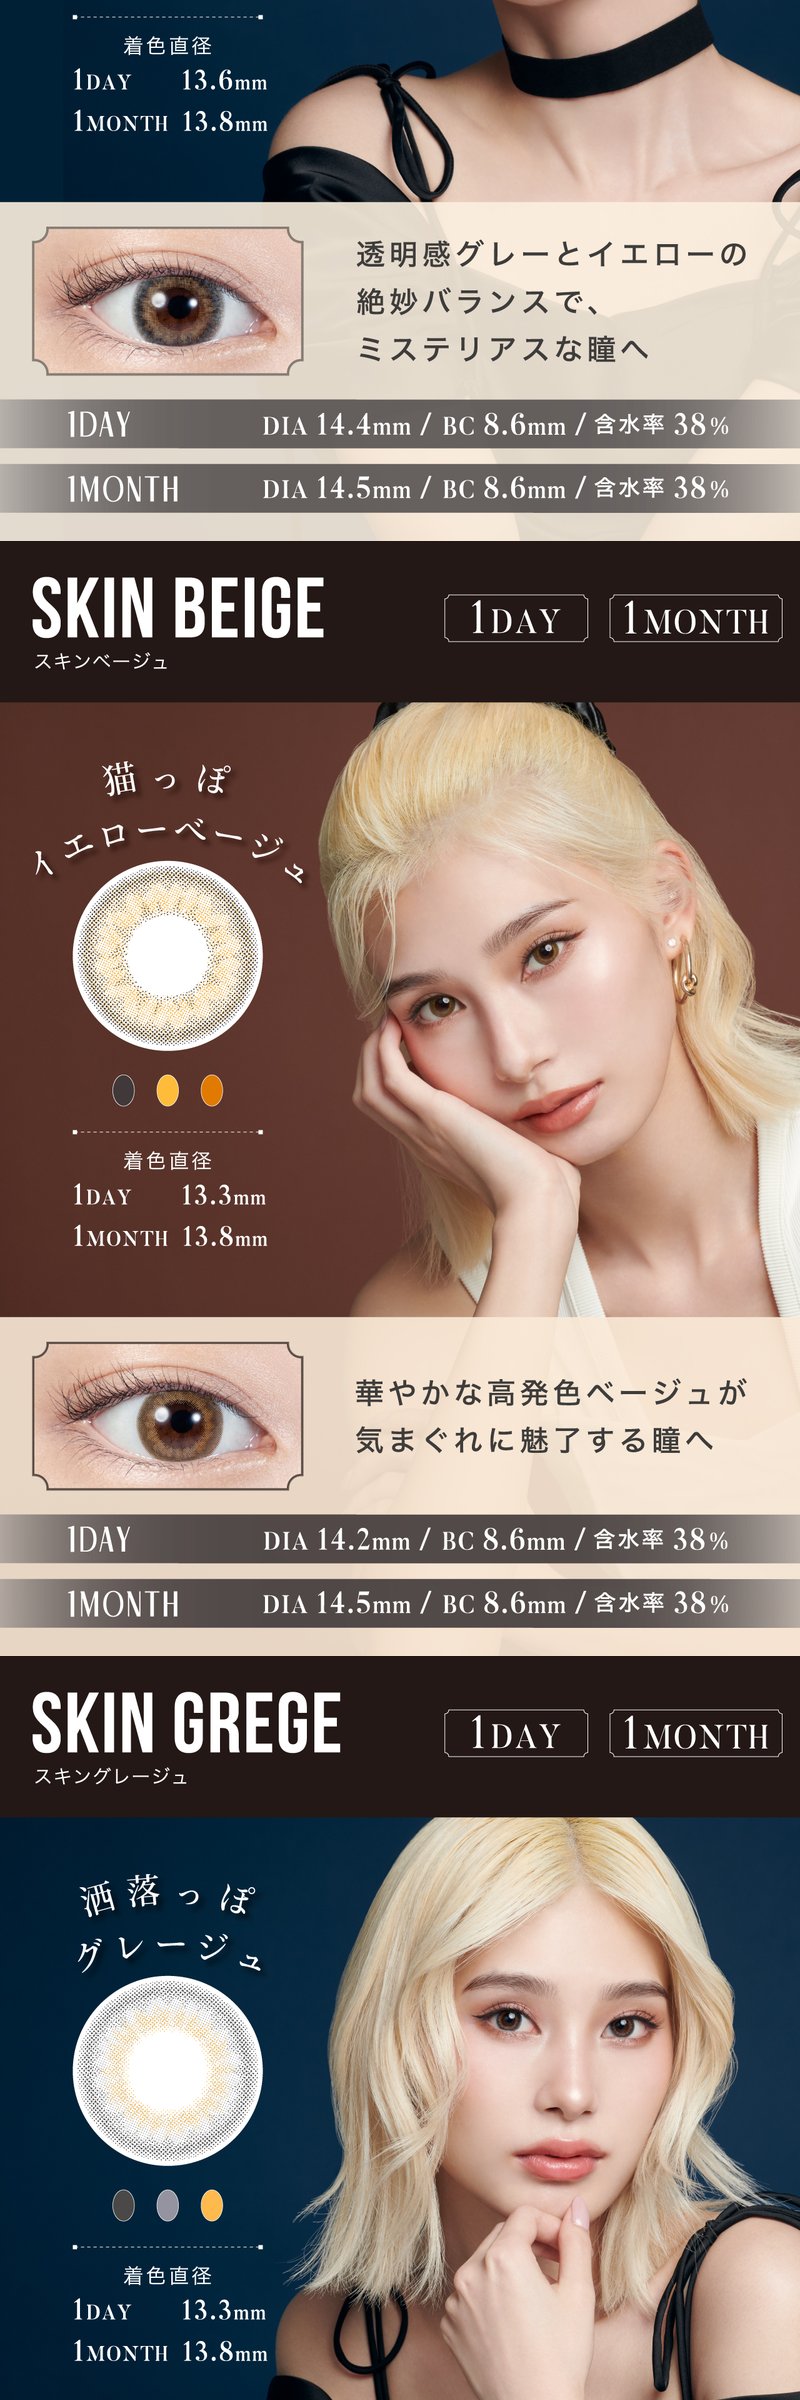 着色直径
1DAY 13.6mm
1MONTH 13.8mm
透明感グレーとイエローの
絶妙バランスで、
ミステリアスな瞳へ
1DAY DIA 14.4mm / BC 8.6mm / 含水率 38%
1MONTH DIA 14.5mm / BC 8.6mm / 含水率 38%
SKIN BEIGE
スキンベージュ
1DAY 1MONTH
猫っぽ
イエローベージュ
着色直径
1DAY 13.3mm
1MONTH 13.8mm
華やかな高発色ベージュが
気まぐれに魅了する瞳へ
1DAY DIA 14.2mm / BC 8.6mm / 含水率 38%
1MONTH DIA 14.5mm / BC 8.6mm / 含水率 38%
SKIN GREGE
スキングレージュ
1DAY 1MONTH
洒落っぽ
グレージュ
着色直径
1DAY 13.3mm
1MONTH 13.8mm